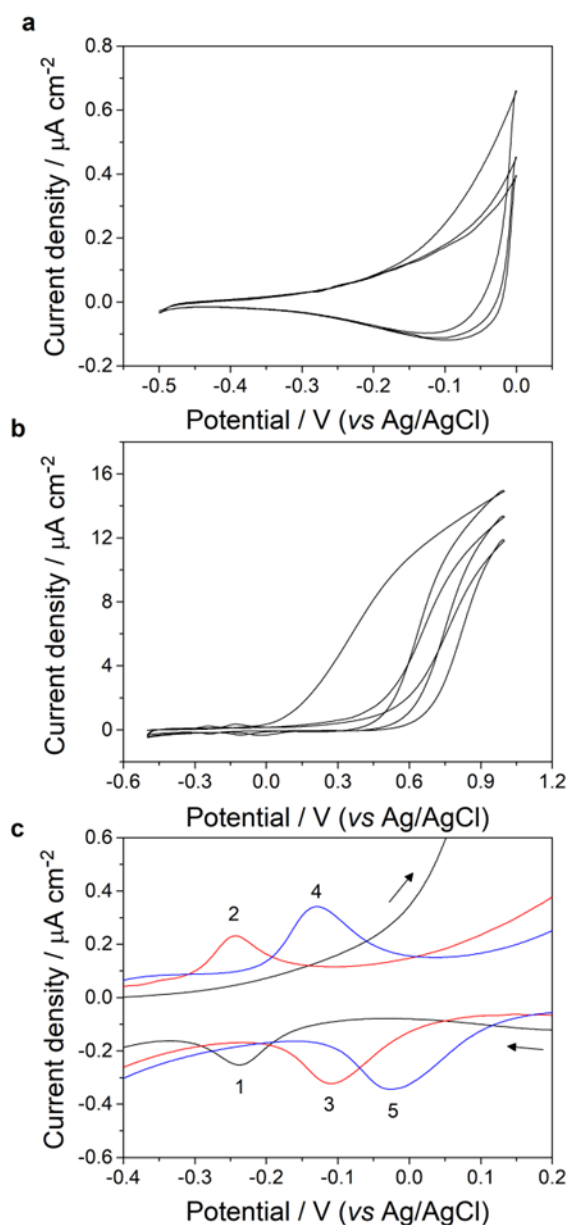 a
0.8
0.6
0.4
0.2
0.0
-0.2
Current density / μA cm⁻²
-0.5 -0.4 -0.3 -0.2 -0.1 0.0
Potential / V (vs Ag/AgCl)
b
16
12
8
4
0
Current density / μA cm⁻²
-0.6 -0.3 0.0 0.3 0.6 0.9 1.2
Potential / V (vs Ag/AgCl)
c
0.6
0.4
0.2
0.0
-0.2
-0.4
-0.6
Current density / μA cm⁻²
2 4
1 3 5
-0.4 -0.3 -0.2 -0.1 0.0 0.1 0.2
Potential / V (vs Ag/AgCl)